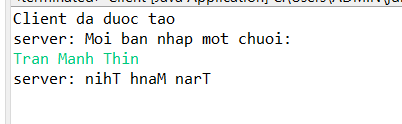 Client da duoc tao
server: Moi ban nhap mot chuoi:
Tran Manh Thin
server: nihT hnaM narT